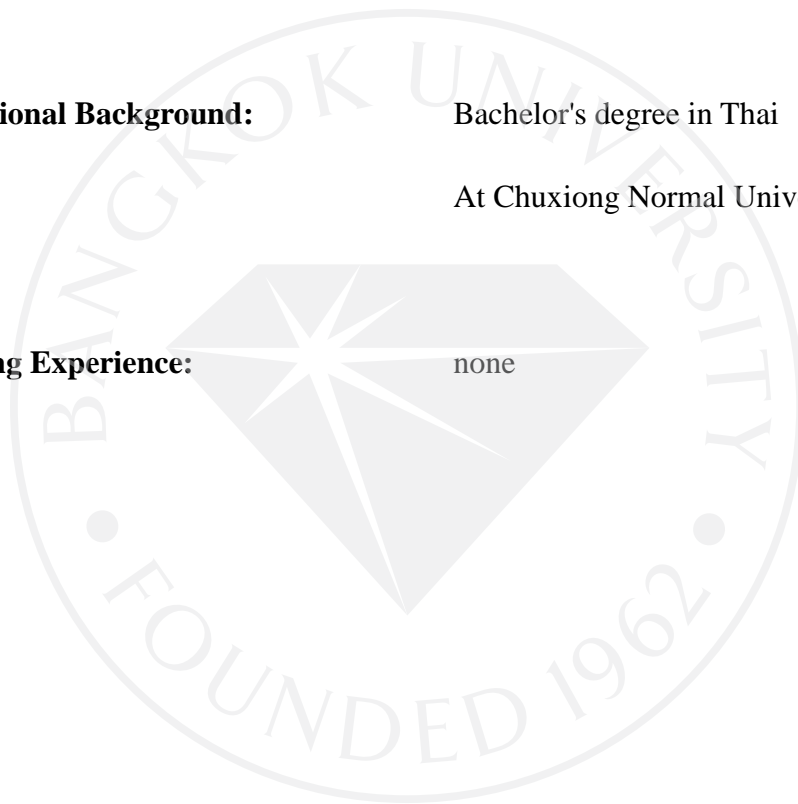 BANGKOK UNIVERSITY
ional Background: Bachelor's degree in Thai
At Chuxiong Normal Univ
ng Experience: none
• FOUNDED 1962 •